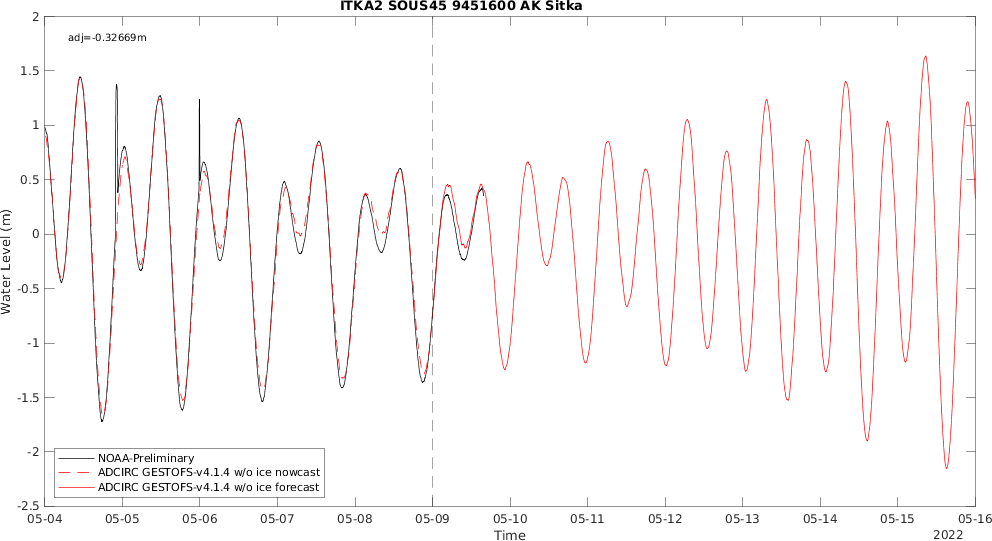 ITKA2 SOUS45 9451600 AK Sitka
adj=-0.32669m
Water Level (m)
2
1.5
1
0.5
0
-0.5
-1
-1.5
-2
-2.5
NOAA-Preliminary
ADCIRC GESTOFS-v4.1.4 w/o ice nowcast
ADCIRC GESTOFS-v4.1.4 w/o ice forecast
05-04 05-05 05-06 05-07 05-08 05-09 05-10 05-11 05-12 05-13 05-14 05-15 05-16
Time
2022